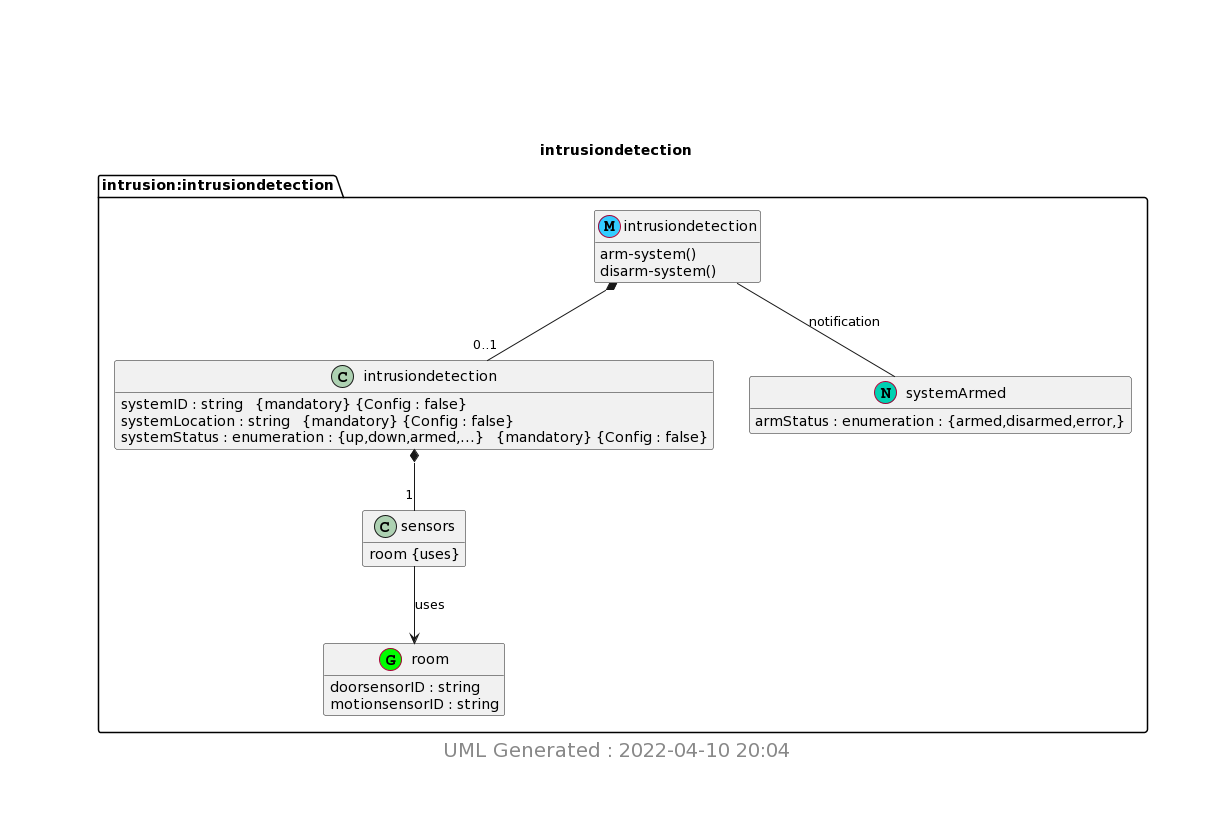 intrusiondetection
intrusion:intrusiondetection
M intrusiondetection
arm-system()
disarm-system()
notification
0..1
C intrusiondetection
systemID : string {mandatory} {Config : false}
systemLocation : string {mandatory} {Config : false}
systemStatus : enumeration : {up,down,armed,...} {mandatory} {Config : false}
N systemArmed
armStatus : enumeration : {armed,disarmed,error,}
1
C sensors
room {uses}
uses
G room
doorsensorID : string
motionsensorID : string
UML Generated : 2022-04-10 20:04